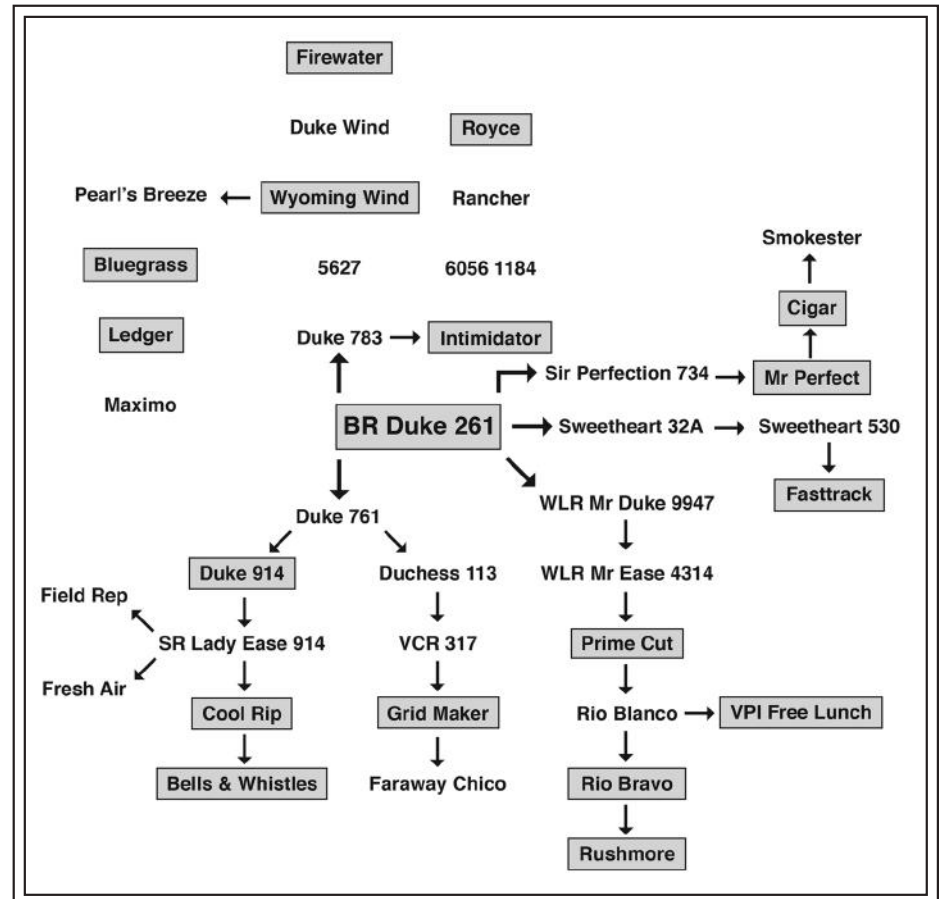 Firewater
Duke Wind
Royce
Pearl's Breeze
Wyoming Wind
Rancher
Smokester
Bluegrass
5627
6056 1184
Cigar
Ledger
Duke 783
Intimidator
Sir Perfection 734
Mr Perfect
Maximo
BR Duke 261
Sweetheart 32A
Sweetheart 530
Fasttrack
WLR Mr Duke 9947
Duke 761
Duke 914
Duchess 113
WLR Mr Ease 4314
Field Rep
SR Lady Ease 914
VCR 317
Prime Cut
Fresh Air
Cool Rip
Grid Maker
Rio Blanco
VPI Free Lunch
Bells & Whistles
Faraway Chico
Rio Bravo
Rushmore